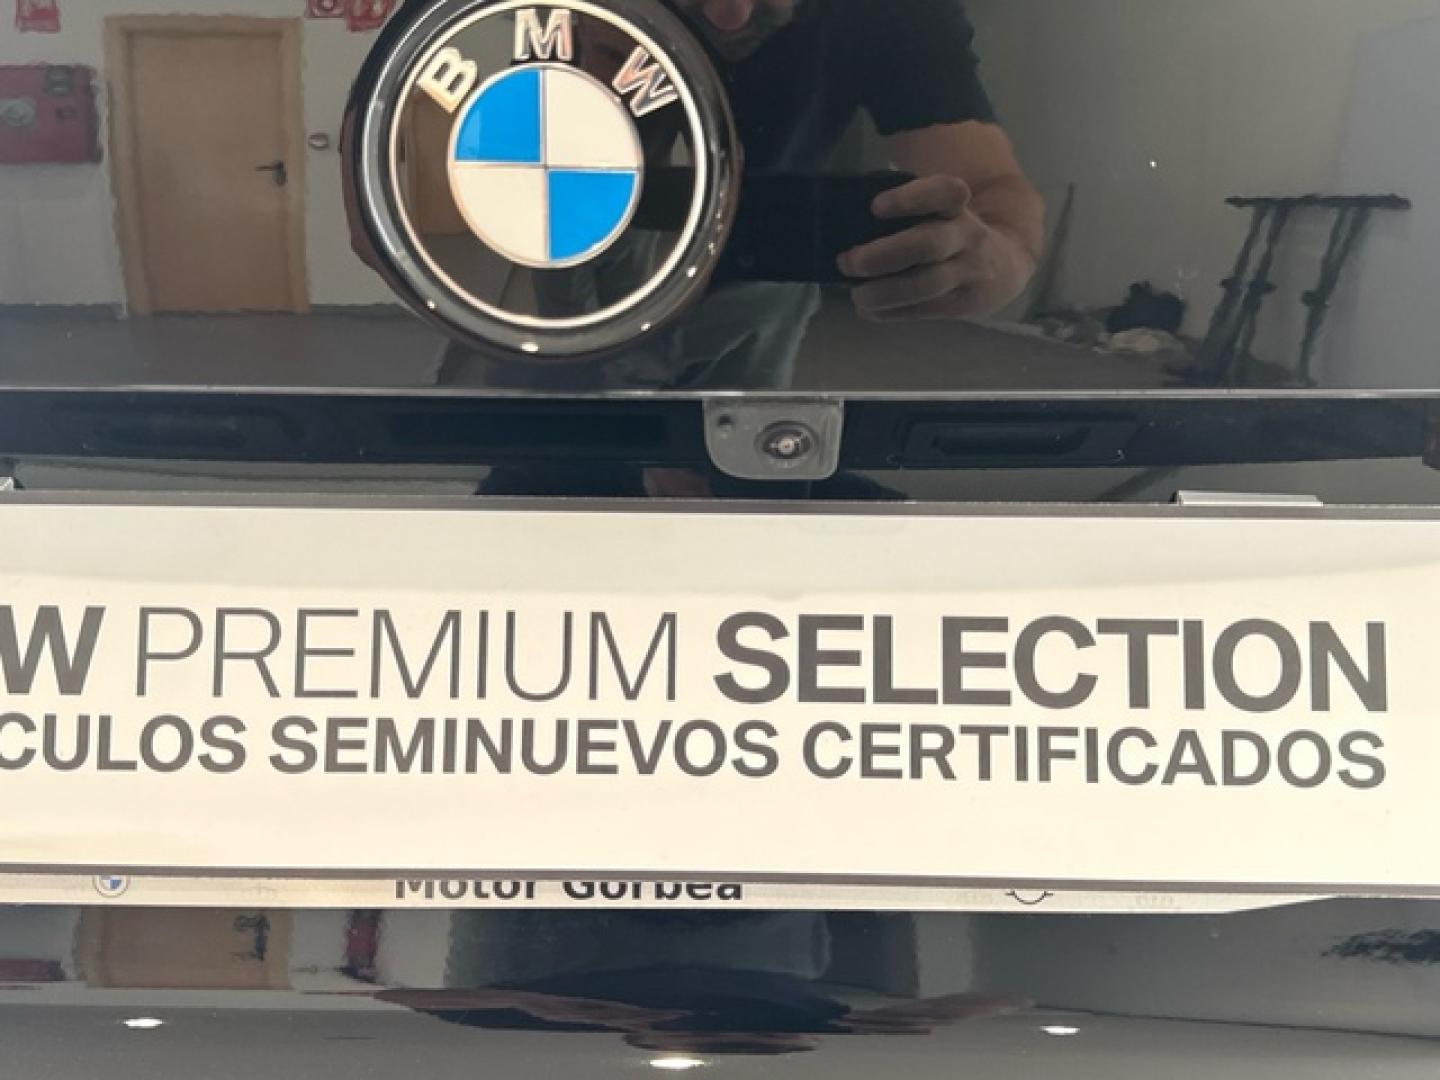 BMW
W PREMIUM SELECTION
CULOS SEMINUEVOS CERTIFICADOS
Motor Gorbea